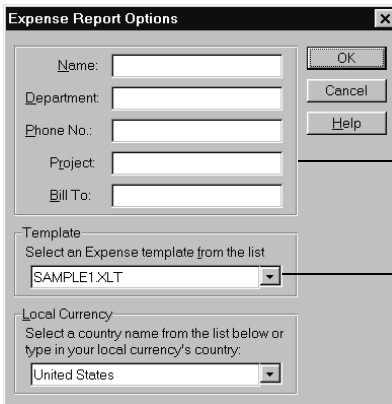 Expense Report Options
Name:
Department:
Phone No.:
Project:
Bill To:
OK
Cancel
Help
Template
Select an Expense template from the list
SAMPLE1.XLT
Local Currency
Select a country name from the list below or
type in your local currency's country:
United States